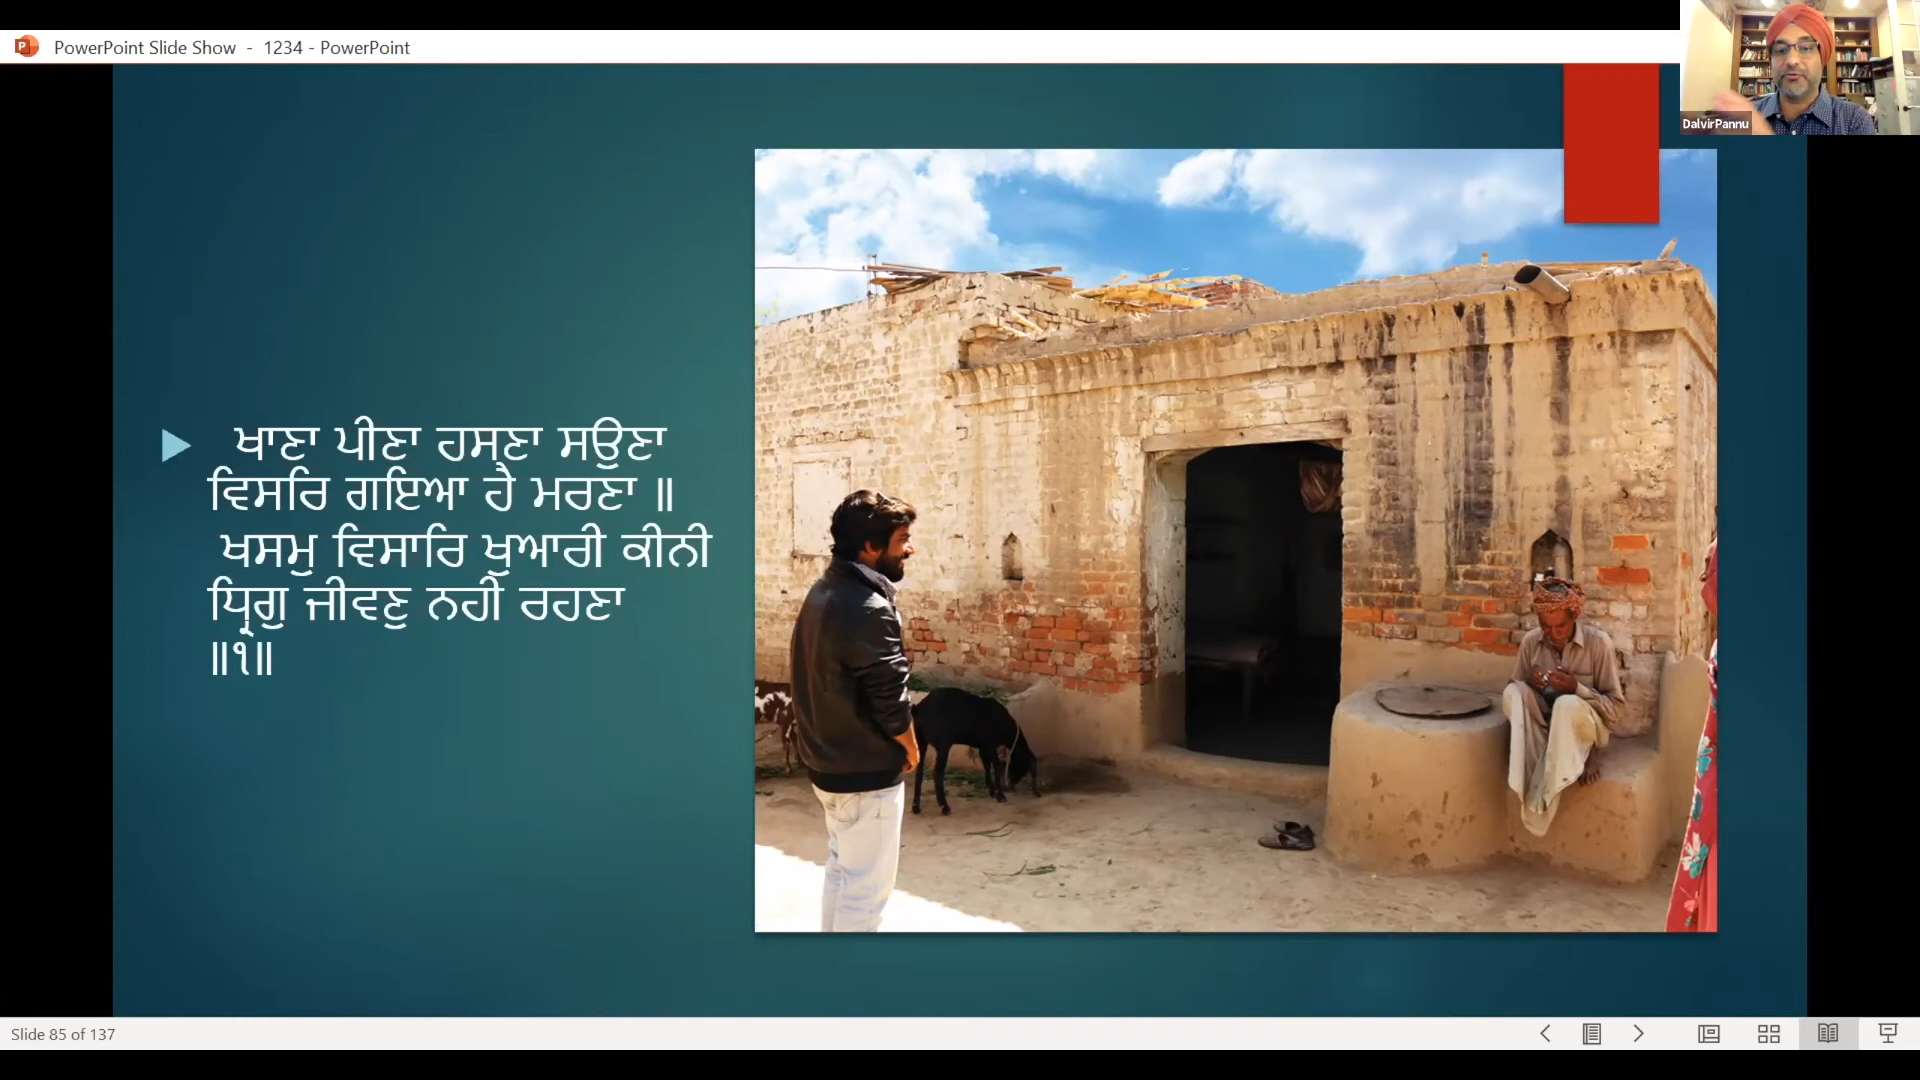 PowerPoint Slide Show - 1234 - PowerPoint
DalvirPannu
ਖਾਣਾ ਪੀਣਾ ਹਸਣਾ ਸਉਣਾ
ਵਿਸਰਿ ਗਇਆ ਹੈ ਮਰਣਾ ॥
ਖਸਮੁ ਵਿਸਾਰਿ ਖੁਆਰੀ ਕੀਨੀ
ਧ੍ਰਿਗੁ ਜੀਵਣੁ ਨਹੀ ਰਹਣਾ
॥੧॥
Slide 85 of 137